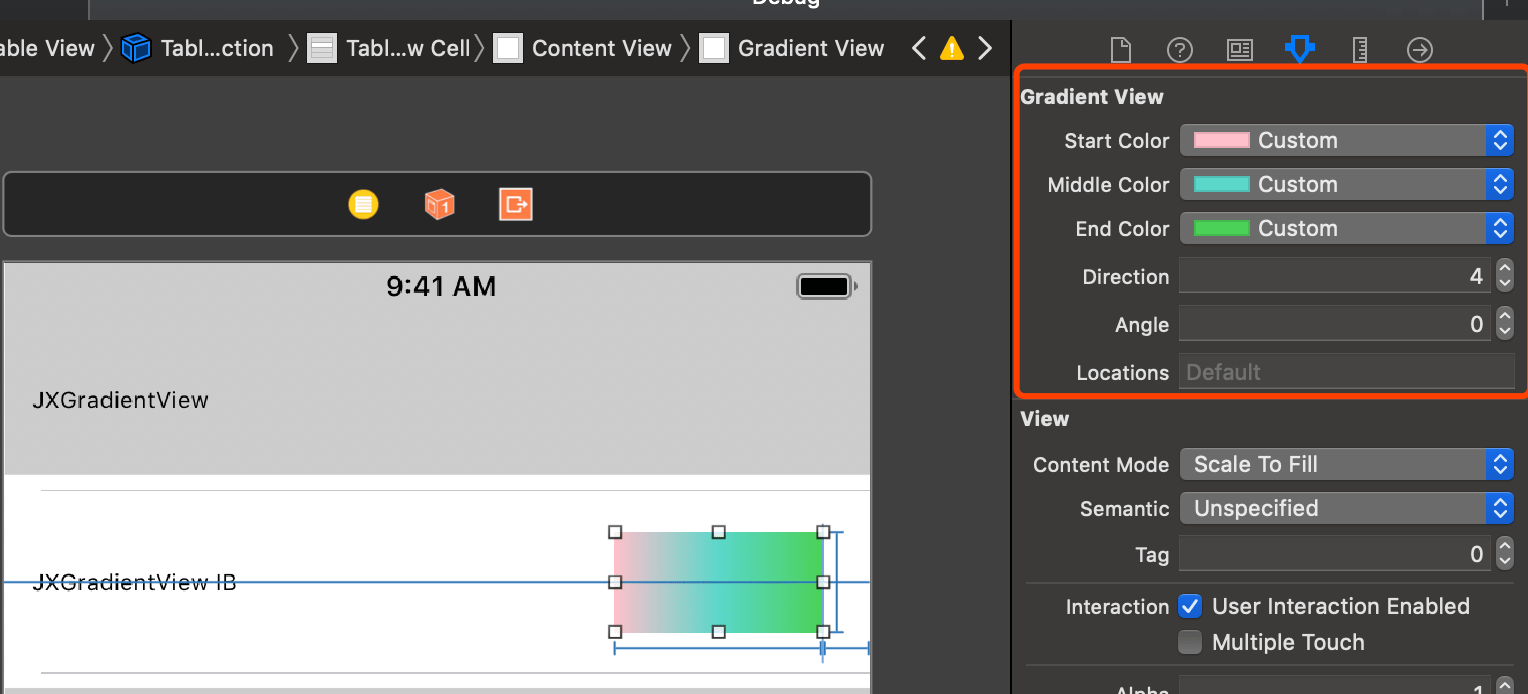 Debug
able View Tabl...ction Tabl...w Cell Content View Gradient View
Gradient View
Start Color Custom
Middle Color Custom
End Color Custom
Direction 4
Angle 0
Locations Default
View
Content Mode Scale To Fill
Semantic Unspecified
Tag 0
Interaction User Interaction Enabled
Multiple Touch
Alpha 1
1
9:41 AM
JXGradientView
JXGradientView IB